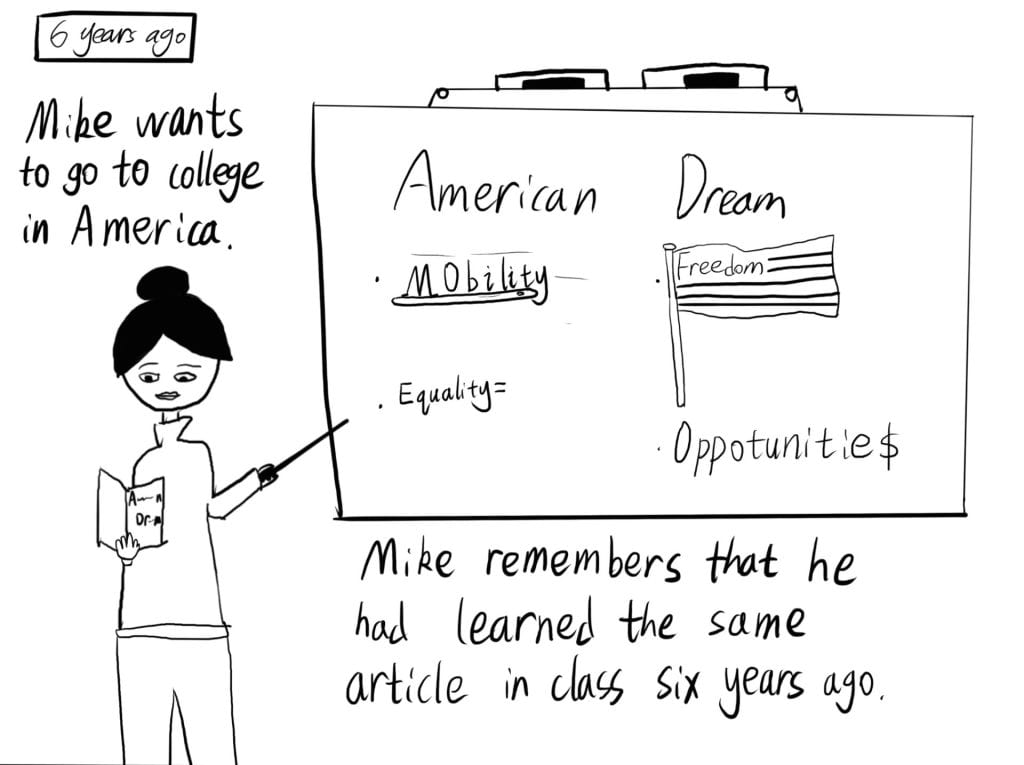 6 years ago
Mike wants
to go to college
in America.
American Dream
· MObility
· Freedom
· Equality=
· Oppotunitie$
Mike remembers that he
had learned the same
article in class six years ago.